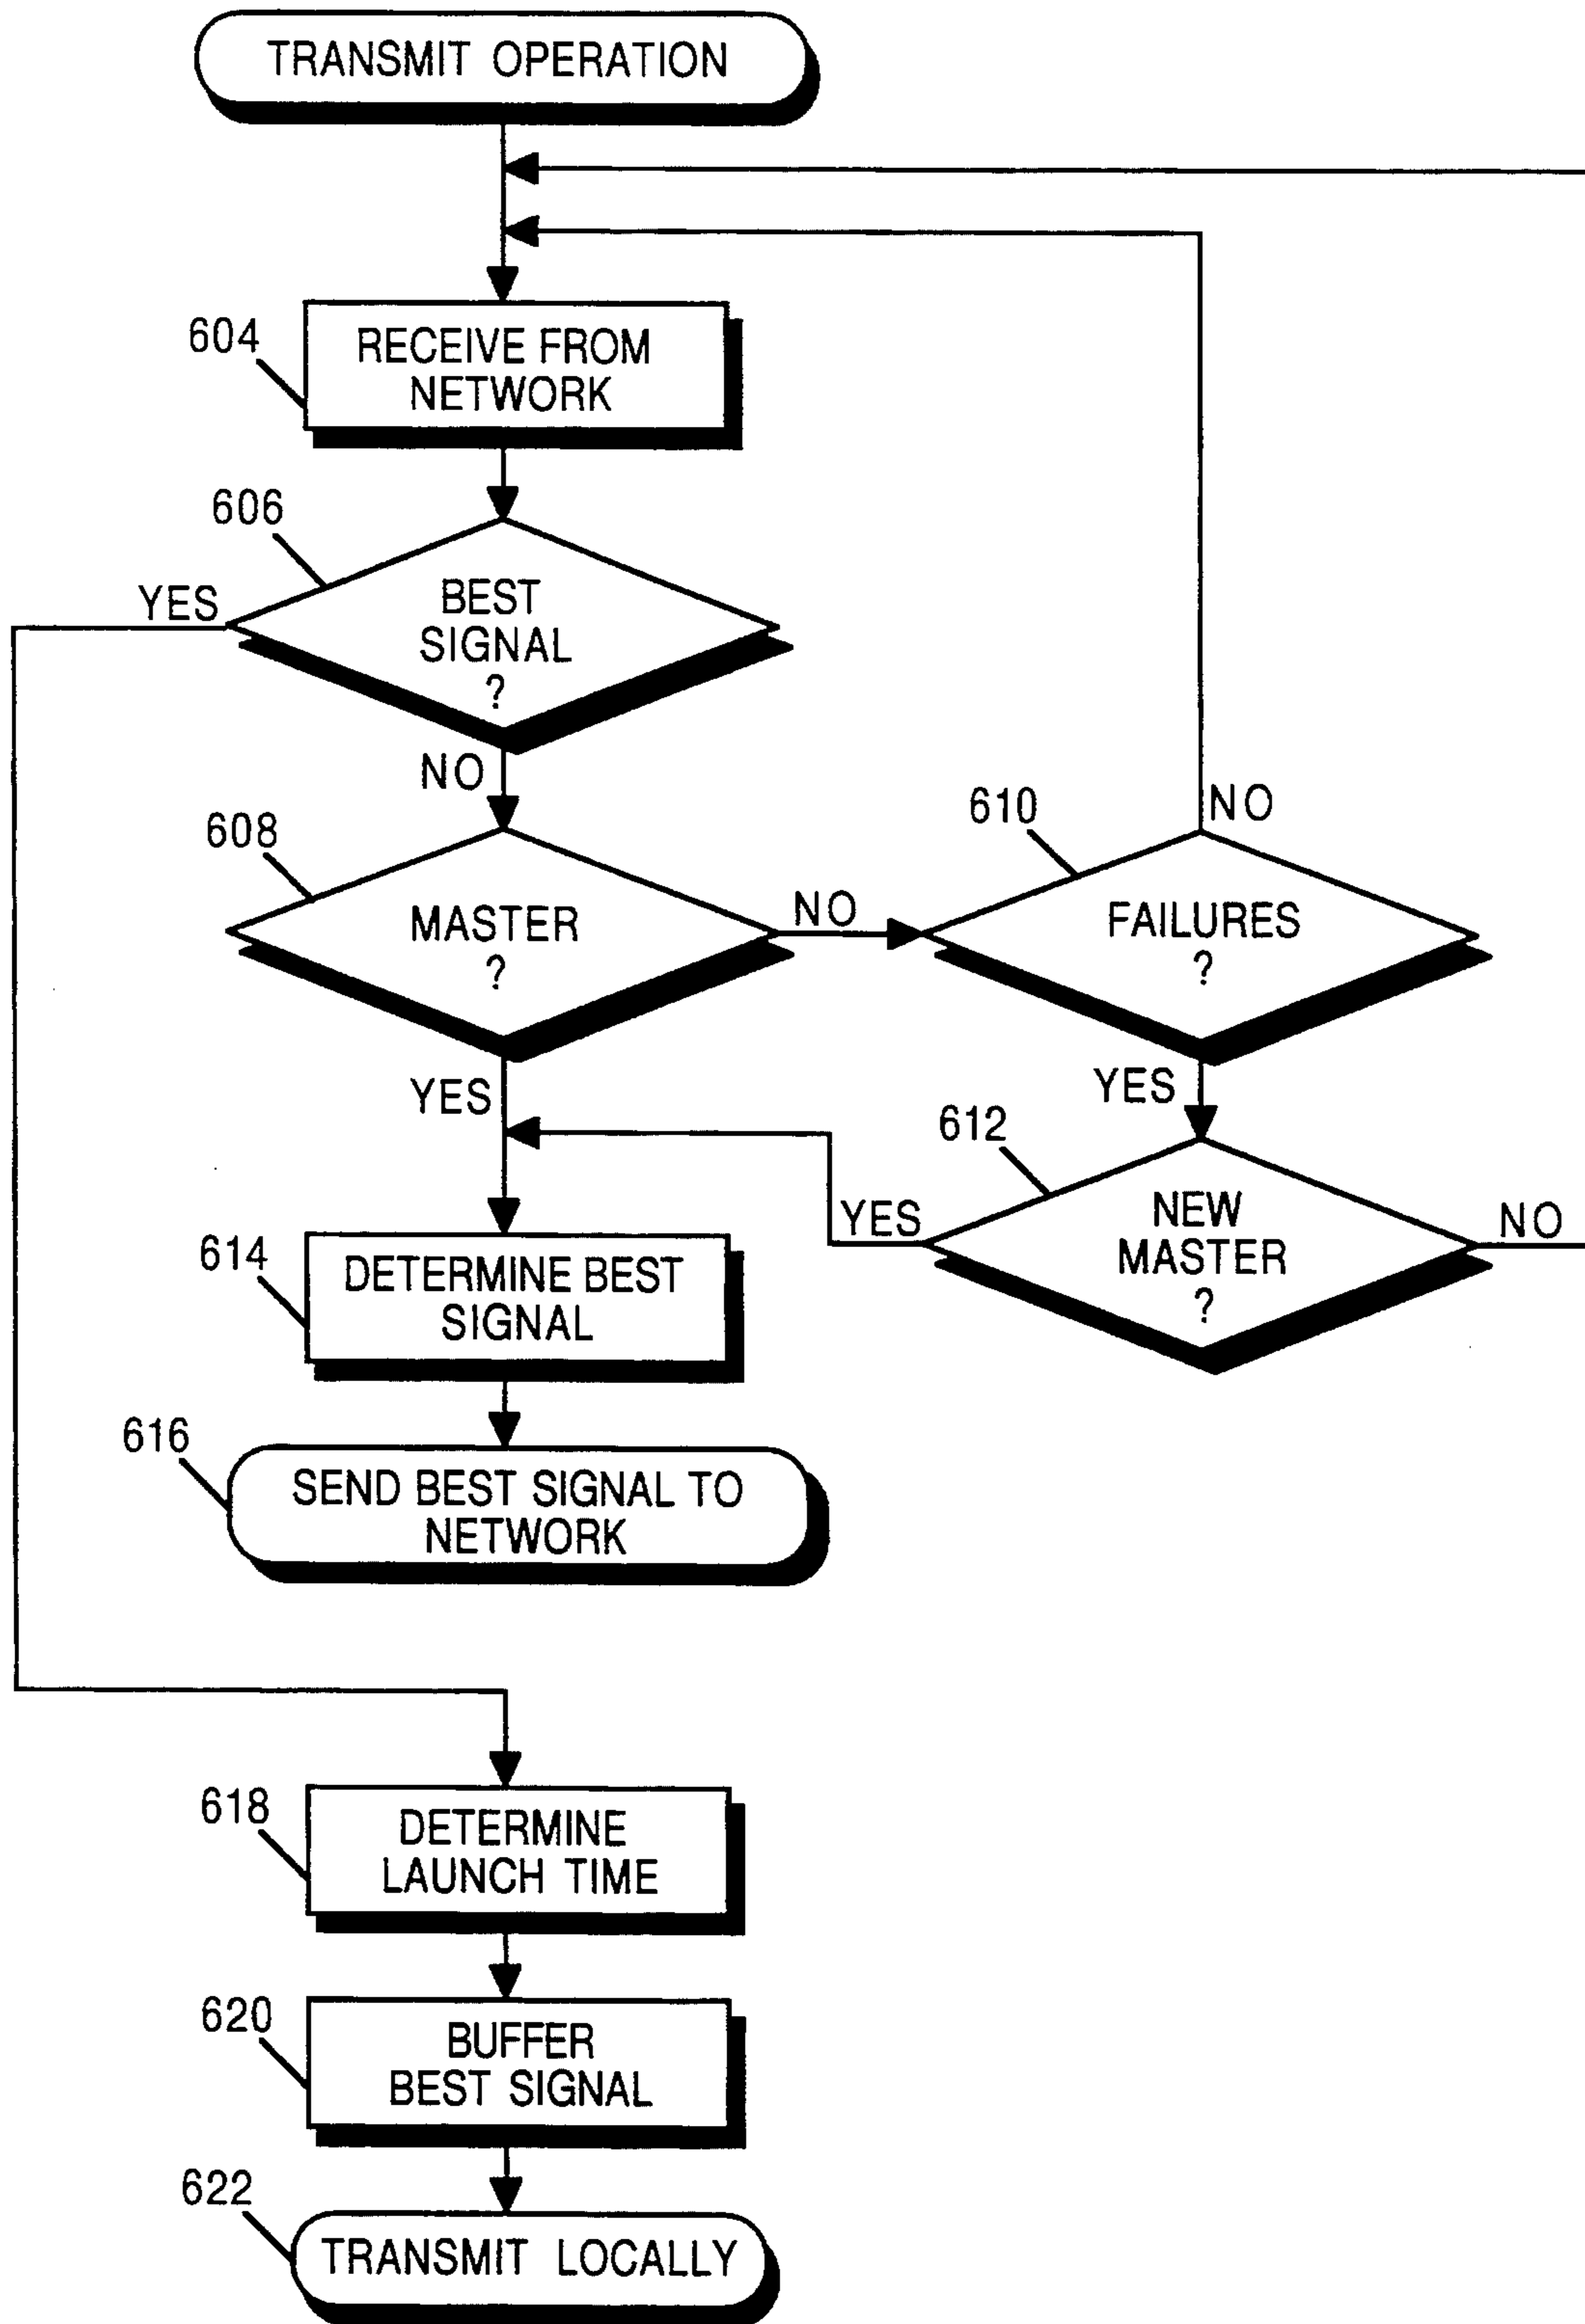 TRANSMIT OPERATION
604
RECEIVE FROM
NETWORK
606
YES
BEST
SIGNAL
?
NO
608
MASTER
?
NO
610
NO
FAILURES
?
YES
YES
612
NEW
MASTER
?
YES
NO
614
DETERMINE BEST
SIGNAL
616
SEND BEST SIGNAL TO
NETWORK
618
DETERMINE
LAUNCH TIME
620
BUFFER
BEST SIGNAL
622
TRANSMIT LOCALLY